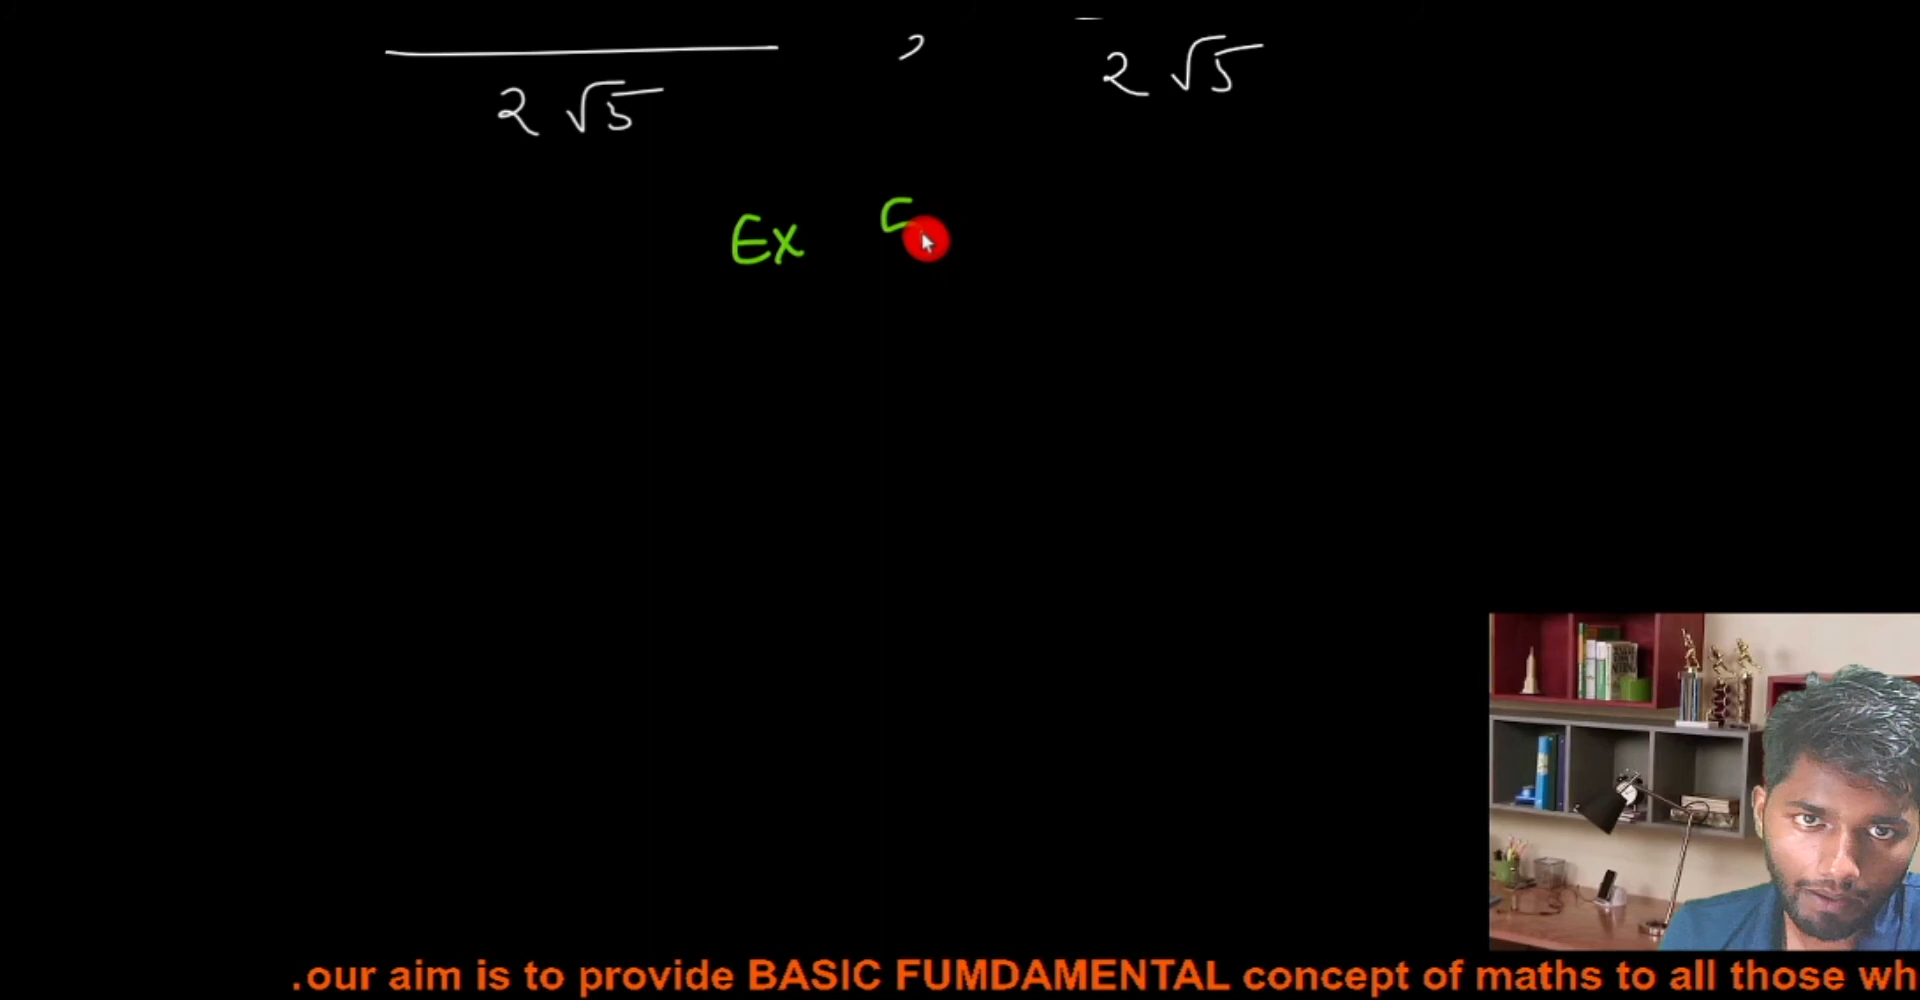 2 √5 , 2 √5
Ex
.our aim is to provide BASIC FUMDAMENTAL concept of maths to all those wh